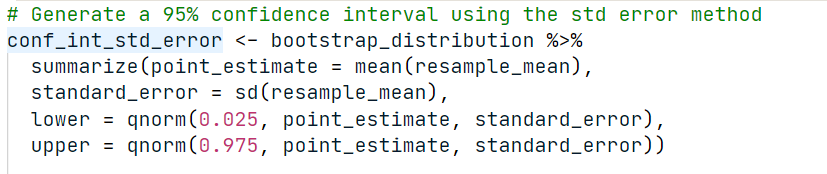 # Generate a 95% confidence interval using the std error method
conf_int_std_error <- bootstrap_distribution %>%
  summarize(point_estimate = mean(resample_mean),
  standard_error = sd(resample_mean),
  lower = qnorm(0.025, point_estimate, standard_error),
  upper = qnorm(0.975, point_estimate, standard_error))